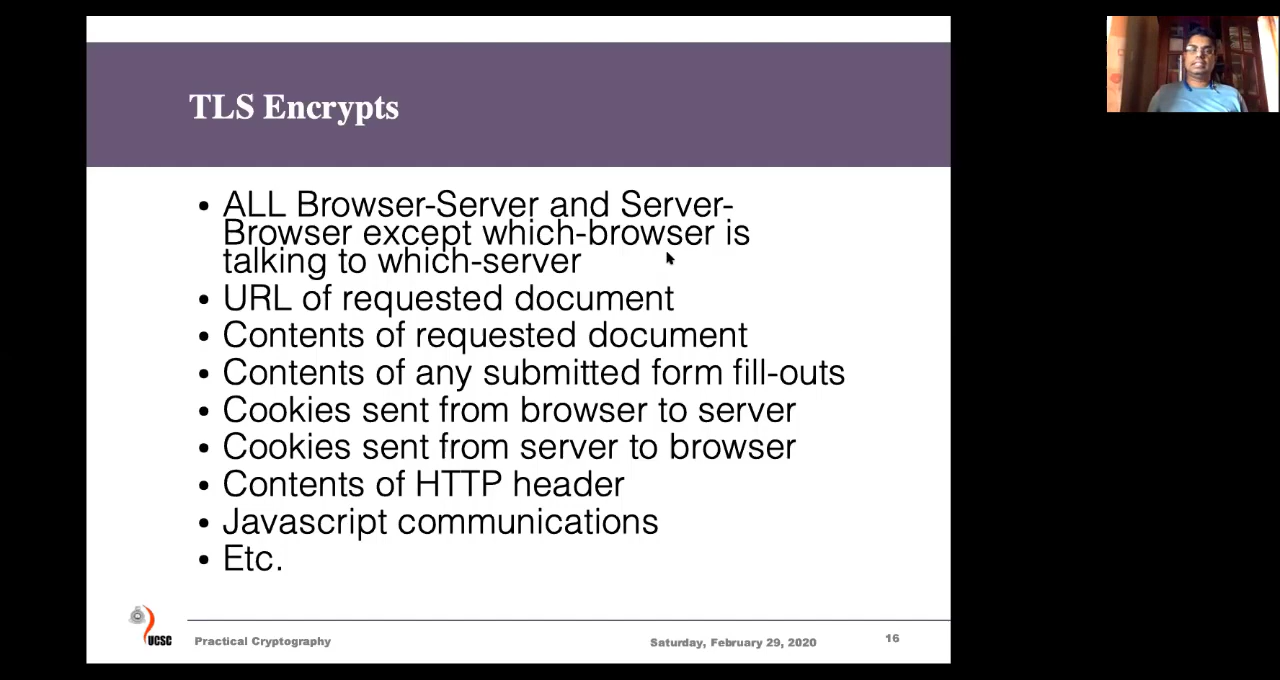 TLS Encrypts
• ALL Browser-Server and Server-
Browser except which-browser is
talking to which-server
• URL of requested document
• Contents of requested document
• Contents of any submitted form fill-outs
• Cookies sent from browser to server
• Cookies sent from server to browser
• Contents of HTTP header
• Javascript communications
• Etc.
UCSC
Practical Cryptography
Saturday, February 29, 2020
16